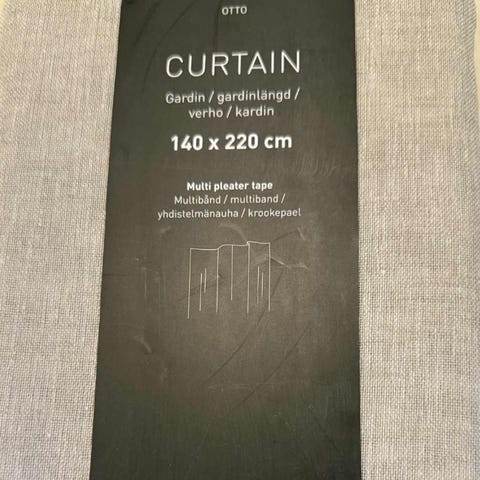 OTTO
CURTAIN
Gardin / gardinlängd /
verho / kardin
140 x 220 cm
Multi pleater tape
Multibånd / multiband /
yhdistelmänauha / krookepael